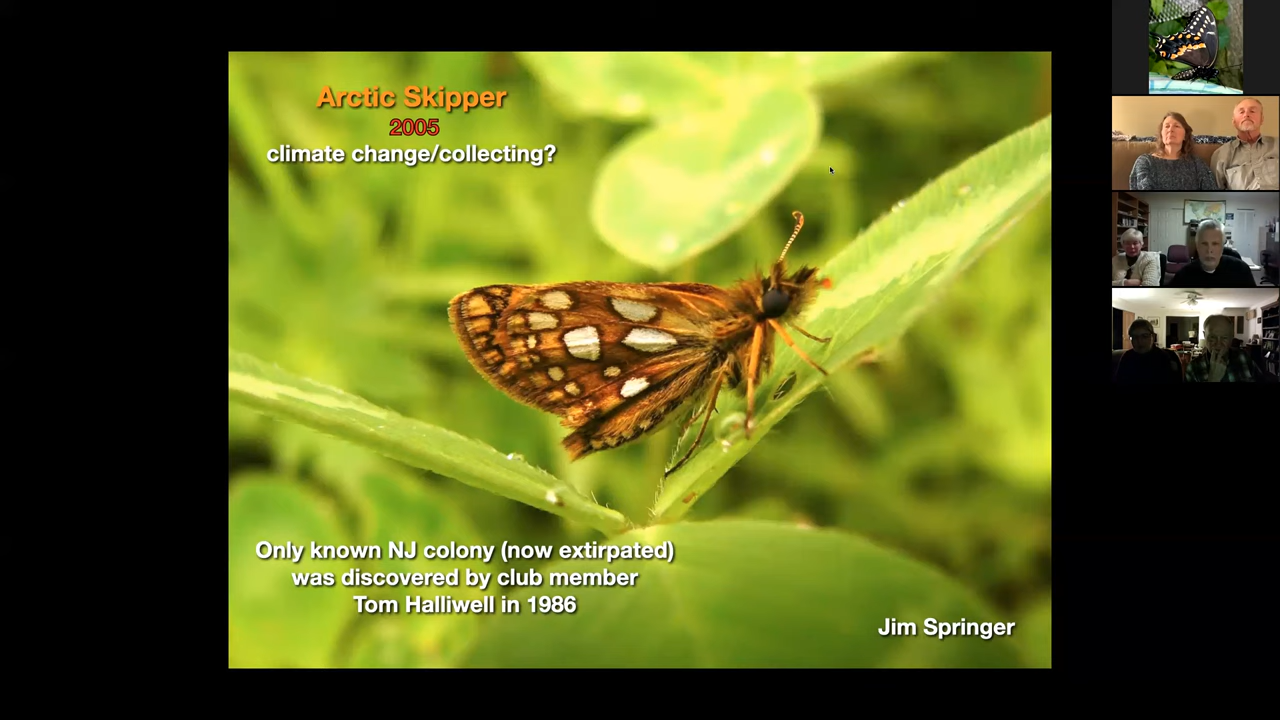 Arctic Skipper
2005
climate change/collecting?
Only known NJ colony (now extirpated)
was discovered by club member
Tom Halliwell in 1986
Jim Springer